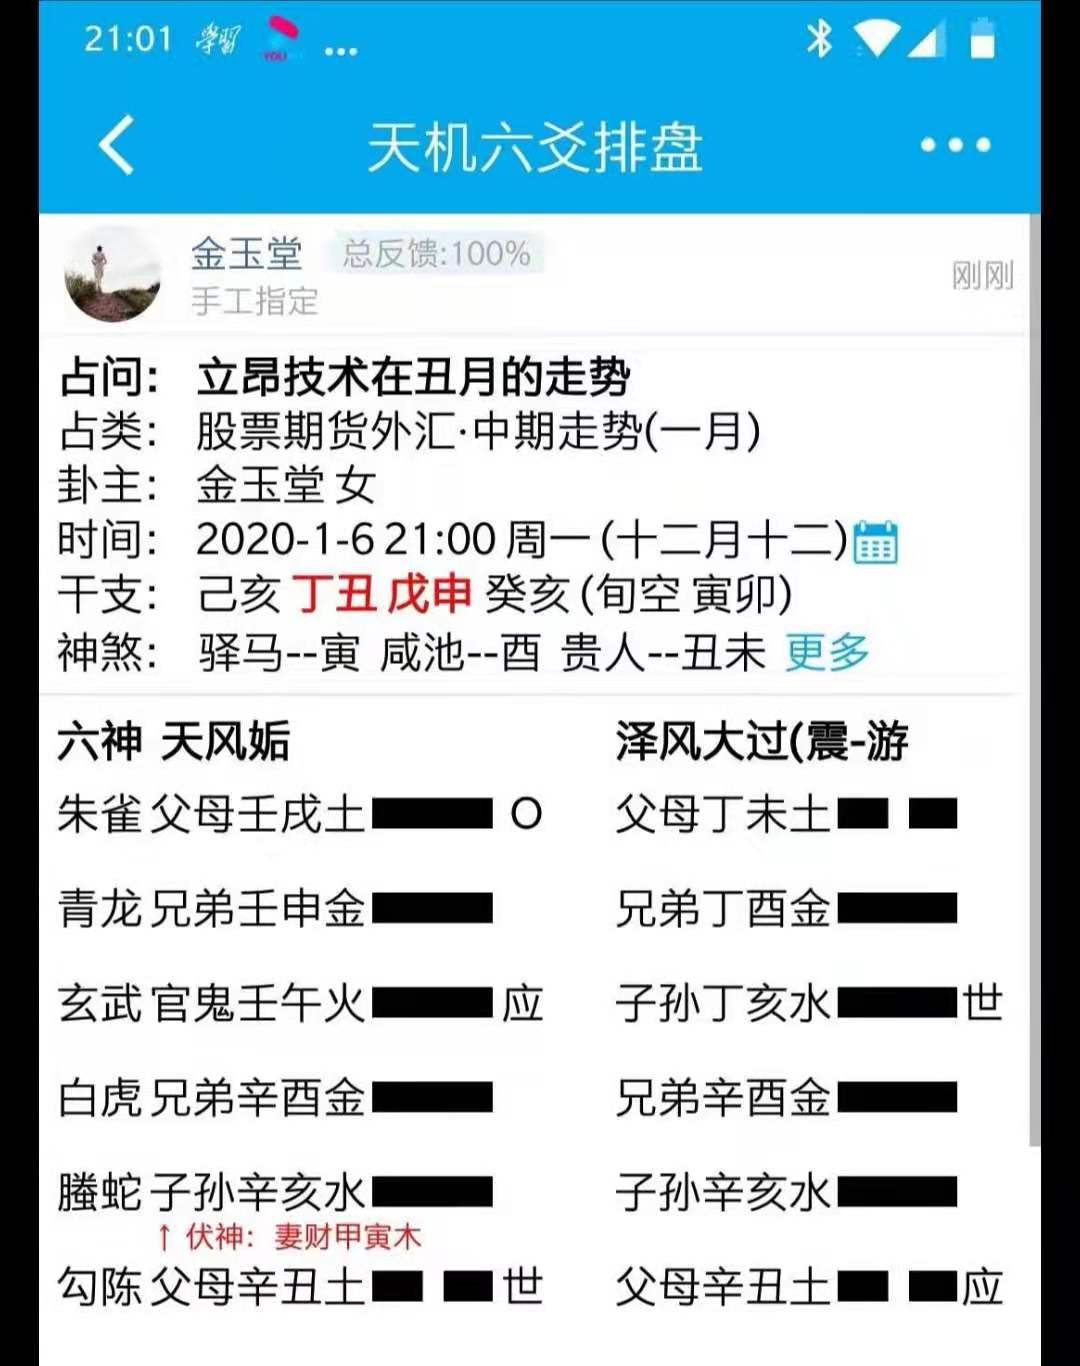 21:01 學習 YOU ...
天机六爻排盘
金玉堂 总反馈:100%
手工指定
刚刚
占问: 立昂技术在丑月的走势
占类: 股票期货外汇·中期走势(一月)
卦主: 金玉堂 女
时间: 2020-1-6 21:00 周一 (十二月十二)
干支: 己亥 丁丑 戊申 癸亥 (旬空 寅卯)
神煞: 驿马--寅 咸池--酉 贵人--丑未 更多
六神 天风姤 泽风大过(震-游
朱雀 父母壬戌土 O 父母丁未土
青龙 兄弟壬申金 兄弟丁酉金
玄武 官鬼壬午火 应 子孙丁亥水 世
白虎 兄弟辛酉金 兄弟辛酉金
螣蛇 子孙辛亥水 子孙辛亥水
↑ 伏神: 妻财甲寅木
勾陈 父母辛丑土 世 父母辛丑土 应